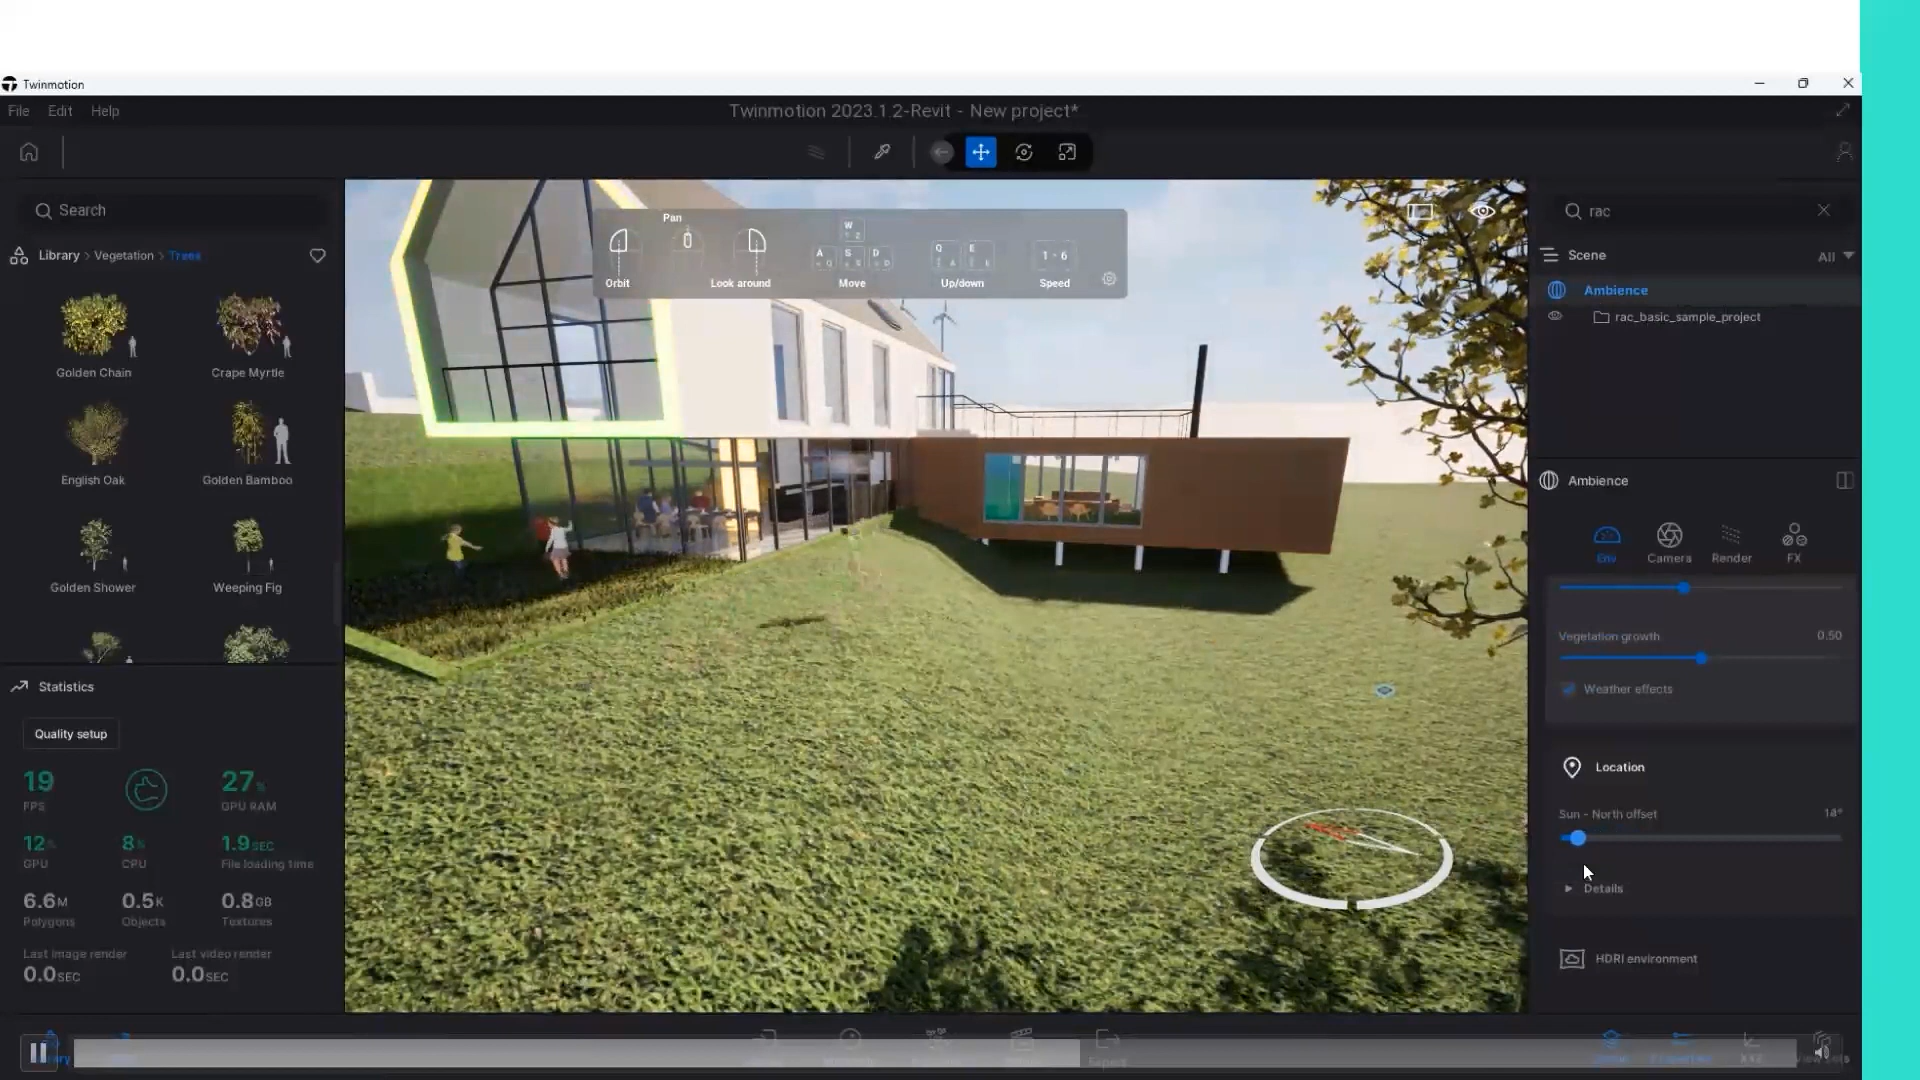 Twinmotion
File Edit Help
Twinmotion 2023.1.2-Revit - New project*
Search
Library > Vegetation > Trees
Golden Chain
Crape Myrtle
English Oak
Golden Bamboo
Golden Shower
Weeping Fig
Statistics
Quality setup
19
FPS
27%
GPU RAM
12%
GPU
8%
CPU
1.9SEC
File loading time
6.6M
Polygons
0.5K
Objects
0.8GB
Textures
Last image render
0.0SEC
Last video render
0.0SEC
Pan
W
A S D
Q E
1 - 6
Orbit
Look around
Move
Up/down
Speed
rac
Scene
All
Ambience
rac_basic_sample_project
Ambience
Env
Camera
Render
FX
Vegetation growth 0.50
Weather effects
Location
Sun - North offset 18°
Details
HDRI environment